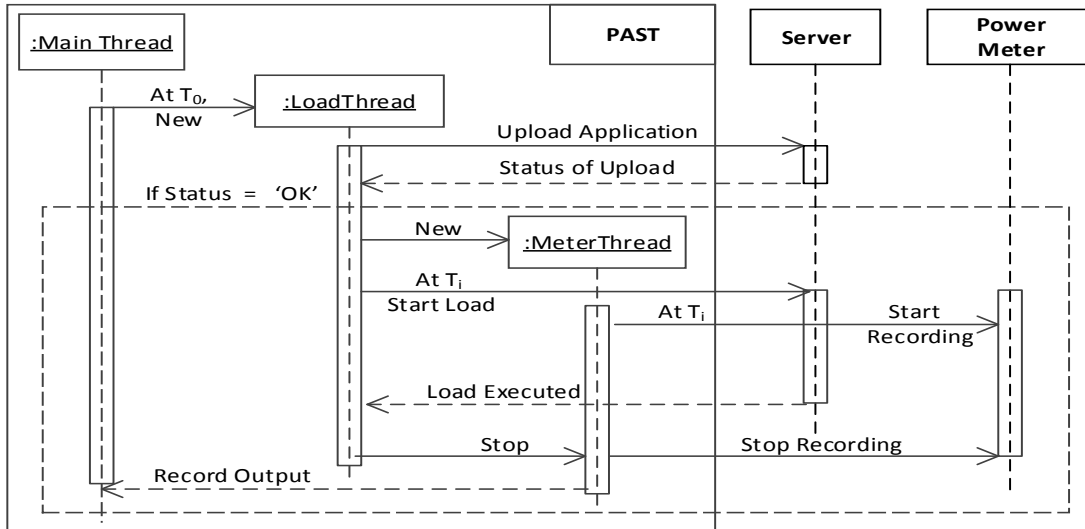 :Main Thread
PAST
Server
Power
Meter
At T₀,
New
:LoadThread
Upload Application
Status of Upload
If Status = ‘OK’
New
:MeterThread
At Tᵢ
Start Load
At Tᵢ
Start
Recording
Load Executed
Stop
Stop Recording
Record Output